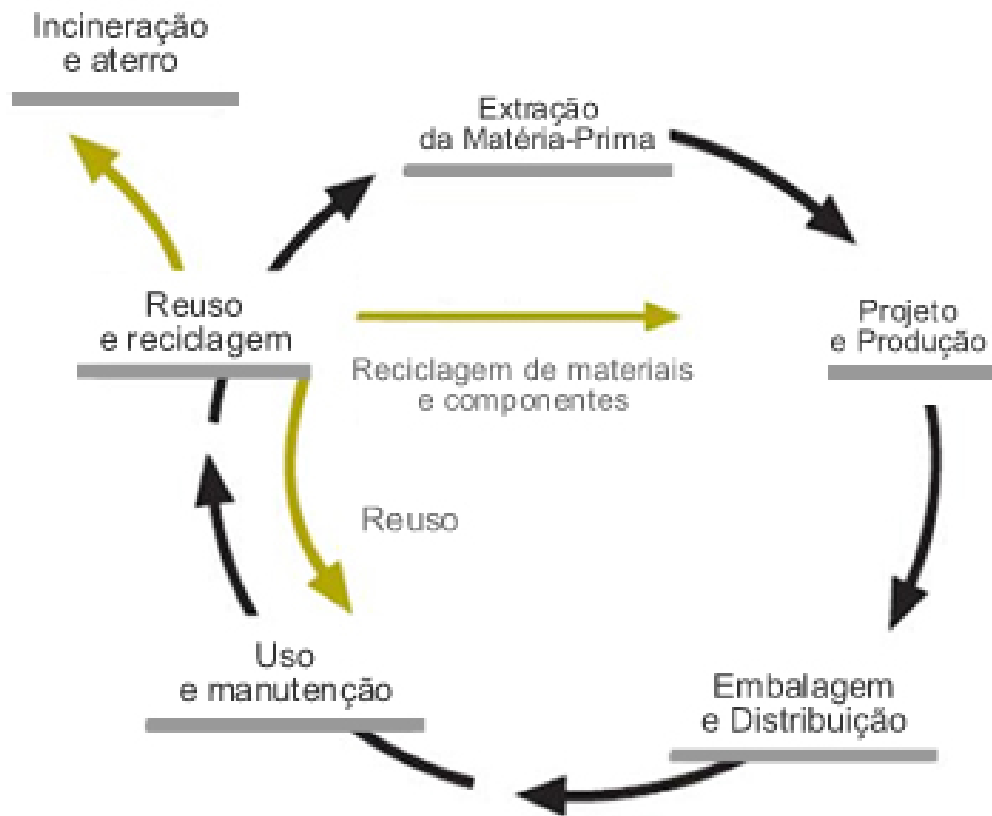 Incineração
e aterro
Extração
da Matéria-Prima
Reuso
e reciclagem
Projeto
e Produção
Reciclagem de materiais
e componentes
Reuso
Uso
e manutenção
Embalagem
e Distribuição